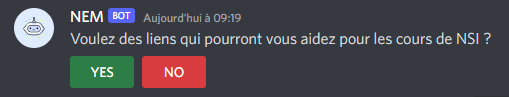 NEM BOT Aujourd'hui à 09:19
Voulez des liens qui pourront vous aidez pour les cours de NSI ?
YES NO